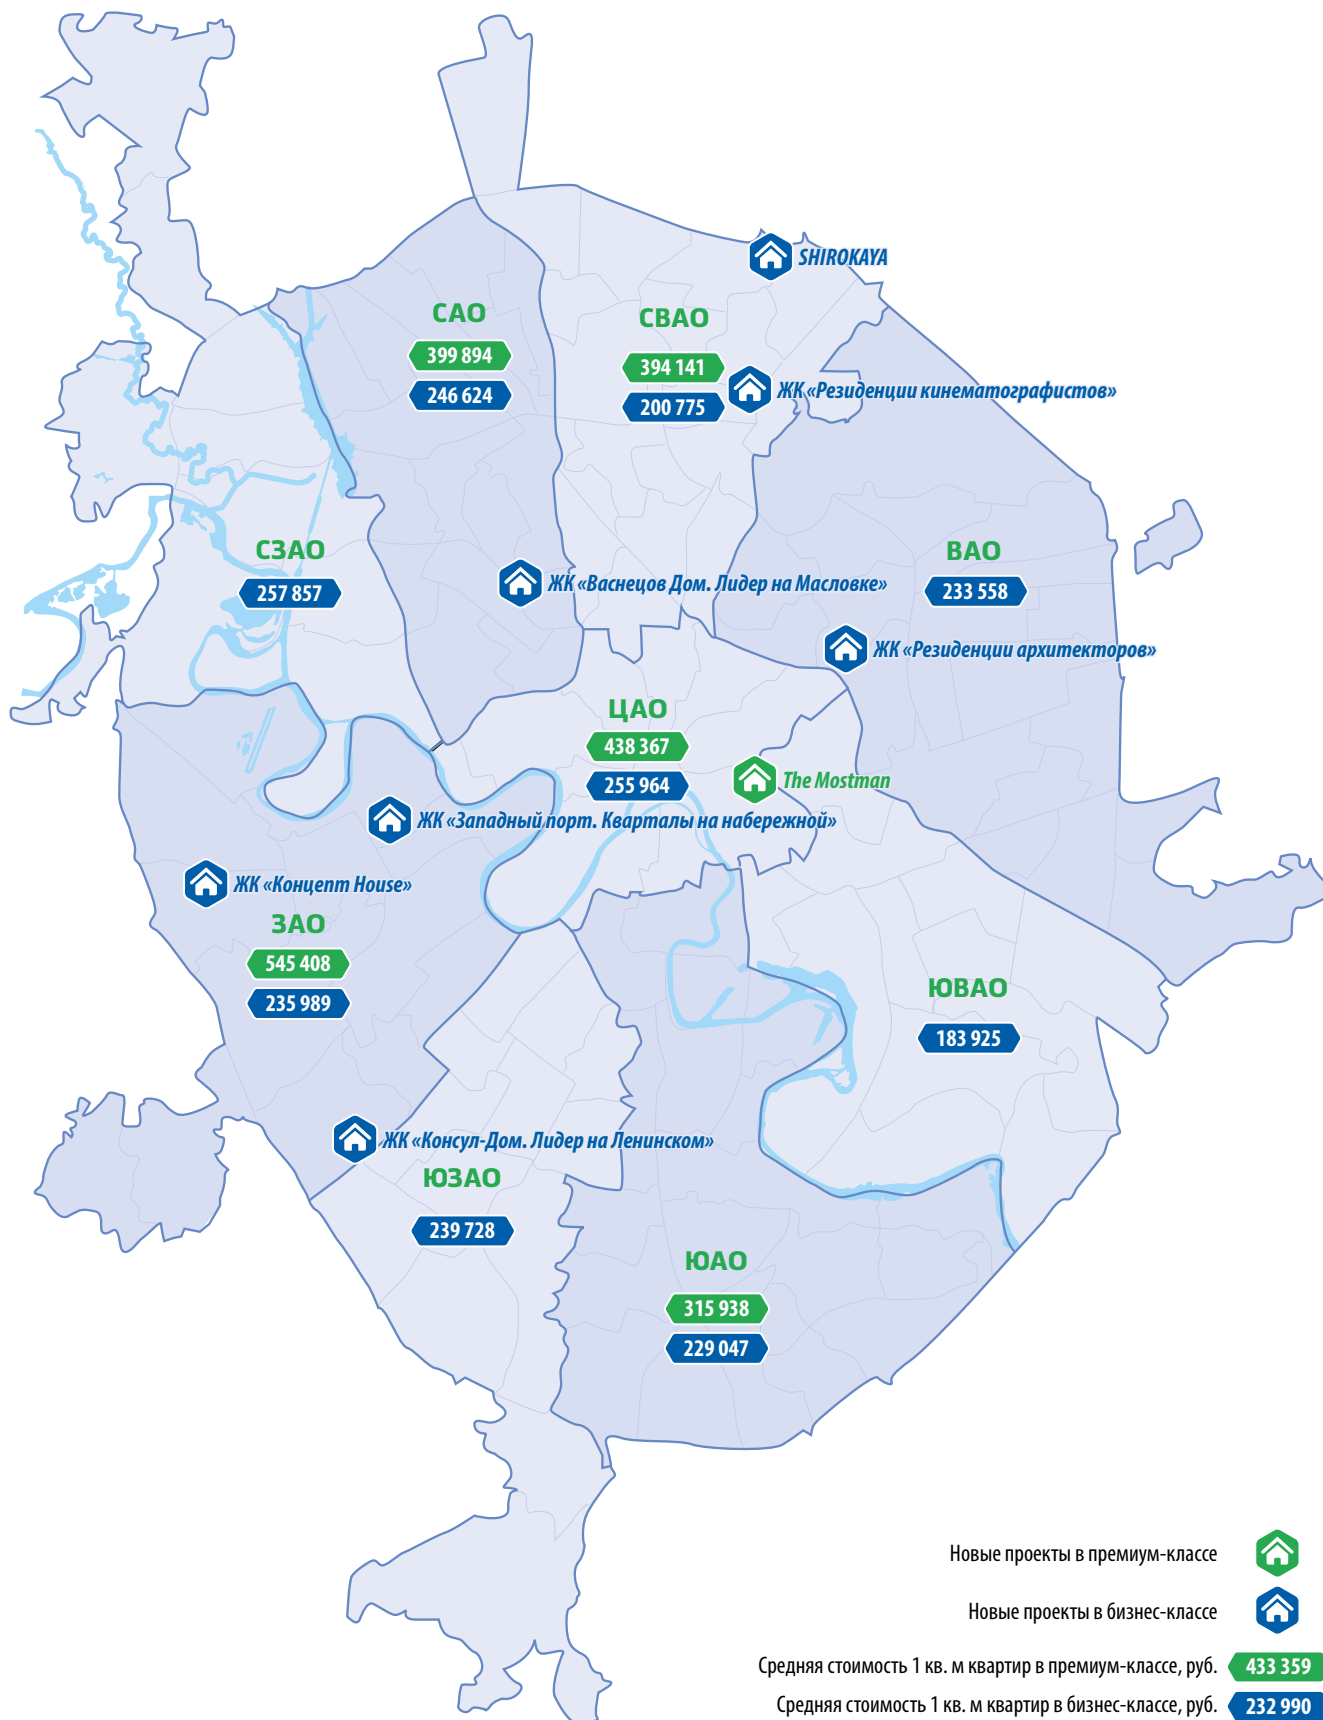 SHIROKAYA
САО
399 894
246 624
СВАО
394 141
200 775
ЖК «Резиденции кинематографистов»
СЗАО
257 857
ВАО
233 558
ЖК «Васнецов Дом. Лидер на Масловке»
ЖК «Резиденции архитекторов»
ЦАО
438 367
255 964
The Mostman
ЖК «Западный порт. Кварталы на набережной»
ЖК «Концепт House»
ЗАО
545 408
235 989
ЮВАО
183 925
ЖК «Консул-Дом. Лидер на Ленинском»
ЮЗАО
239 728
ЮАО
315 938
229 047
Новые проекты в премиум-классе
Новые проекты в бизнес-классе
Средняя стоимость 1 кв. м квартир в премиум-классе, руб. 433 359
Средняя стоимость 1 кв. м квартир в бизнес-классе, руб. 232 990